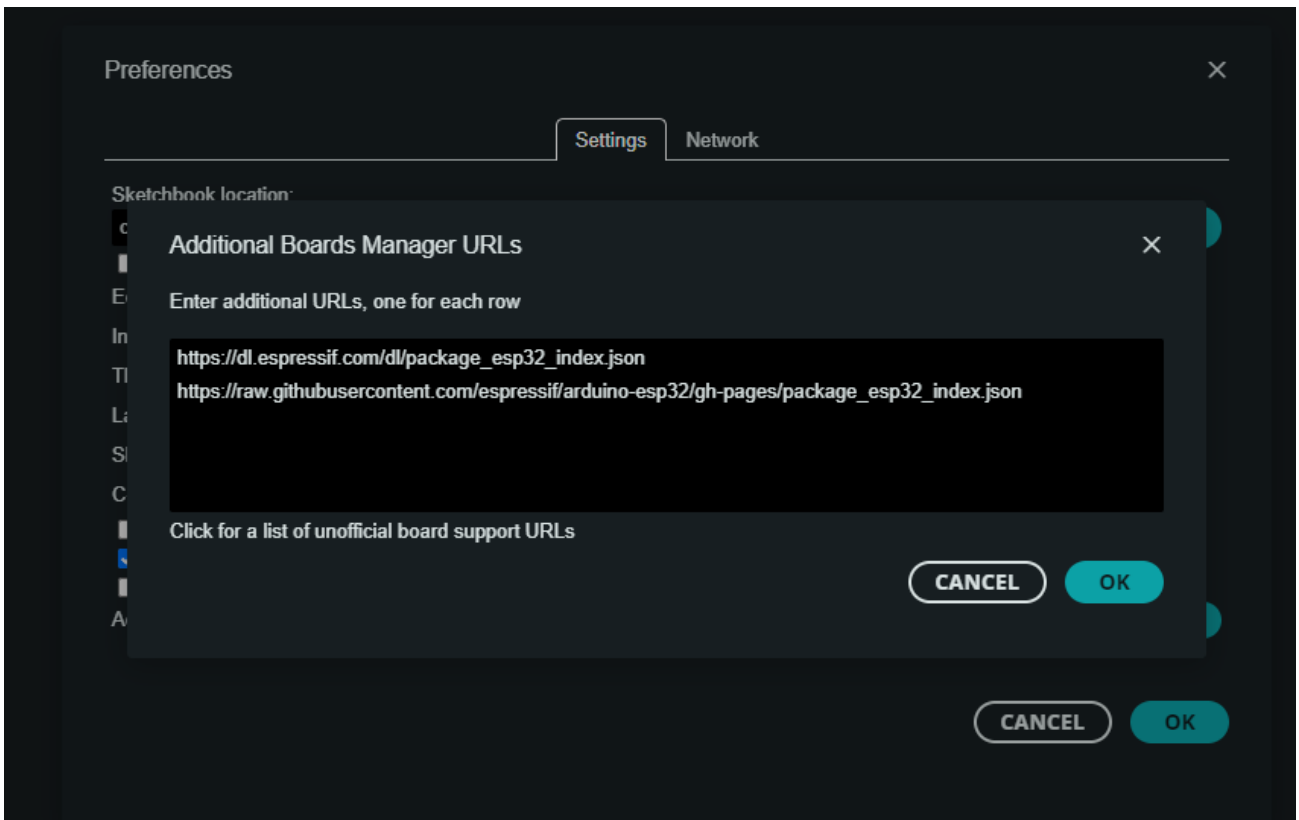 Preferences
Settings
Network
Sketchbook location:
Additional Boards Manager URLs
Enter additional URLs, one for each row
https://dl.espressif.com/dl/package_esp32_index.json
https://raw.githubusercontent.com/espressif/arduino-esp32/gh-pages/package_esp32_index.json
Click for a list of unofficial board support URLs
CANCEL
OK
CANCEL
OK